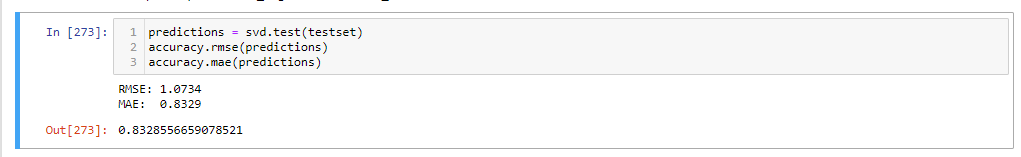 In [273]:
1 predictions = svd.test(testset)
2 accuracy.rmse(predictions)
3 accuracy.mae(predictions)
RMSE: 1.0734
MAE:  0.8329
Out[273]: 0.8328556659078521